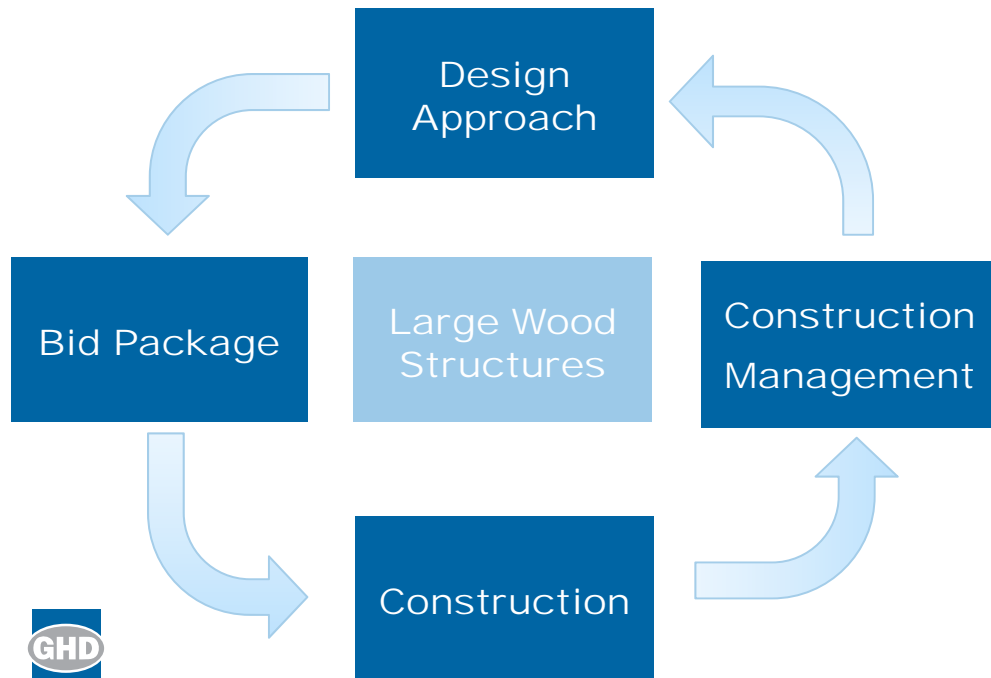 Design
Approach
Bid Package
Large Wood
Structures
Construction
Management
Construction
GHD